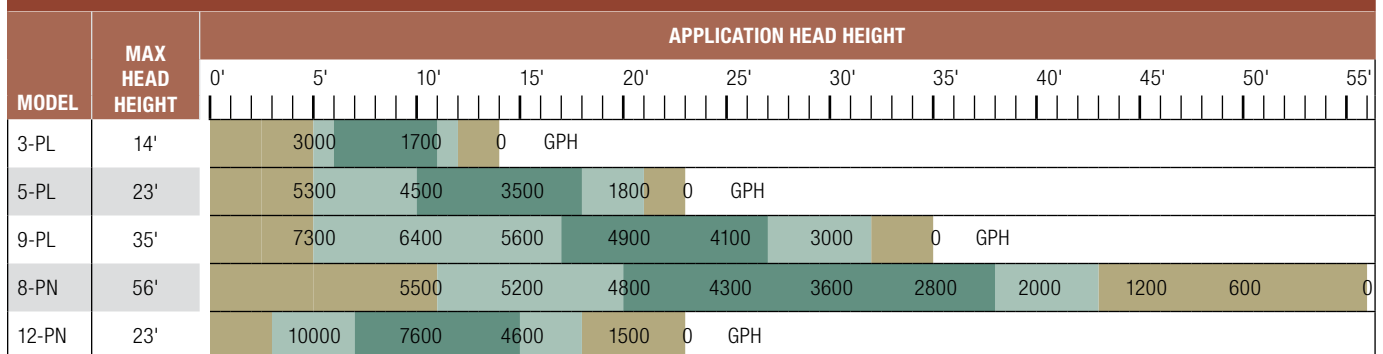 APPLICATION HEAD HEIGHT
MODEL MAX HEAD HEIGHT
0' 5' 10' 15' 20' 25' 30' 35' 40' 45' 50' 55'
3-PL 14' 3000 1700 0 GPH
5-PL 23' 5300 4500 3500 1800 0 GPH
9-PL 35' 7300 6400 5600 4900 4100 3000 0 GPH
8-PN 56' 5500 5200 4800 4300 3600 2800 2000 1200 600 0
12-PN 23' 10000 7600 4600 1500 0 GPH